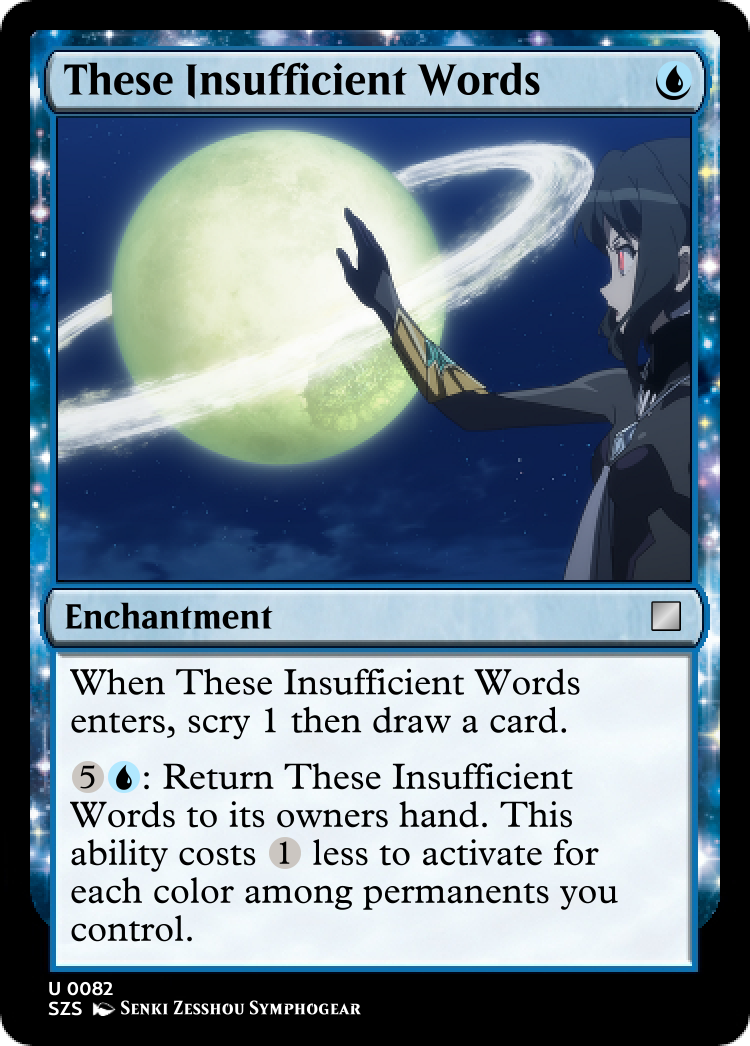 These Insufficient Words
Enchantment
When These Insufficient Words
enters, scry 1 then draw a card.
5 : Return These Insufficient
Words to its owners hand. This
ability costs 1 less to activate for
each color among permanents you
control.
U 0082
SZS Senki Zesshou Symphogear